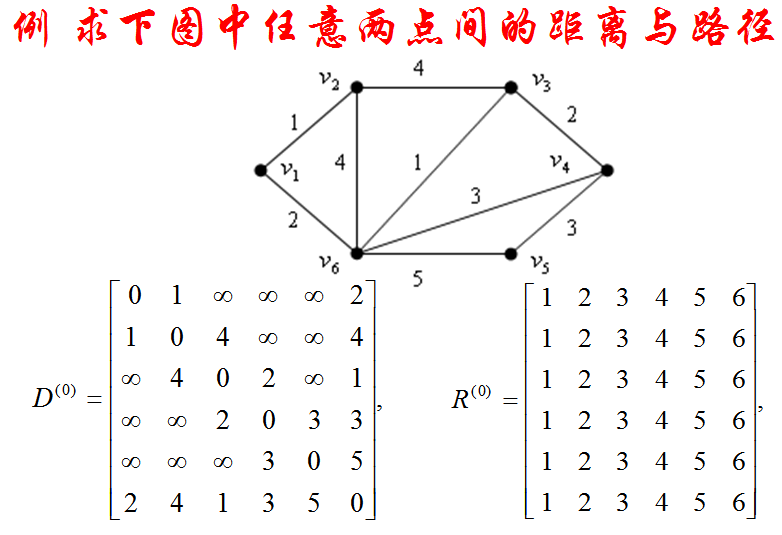 例 求下图中任意两点间的距离与路径
v₂ 4 v₃
1 2
v₁ 4 1 v₄
3
2 3
v₆ v₅
5
0 1 ∞ ∞ ∞ 2
1 0 4 ∞ ∞ 4
∞ 4 0 2 ∞ 1
D⁽⁰⁾ = ,
∞ ∞ 2 0 3 3
∞ ∞ ∞ 3 0 5
2 4 1 3 5 0
1 2 3 4 5 6
1 2 3 4 5 6
1 2 3 4 5 6
R⁽⁰⁾ = ,
1 2 3 4 5 6
1 2 3 4 5 6
1 2 3 4 5 6